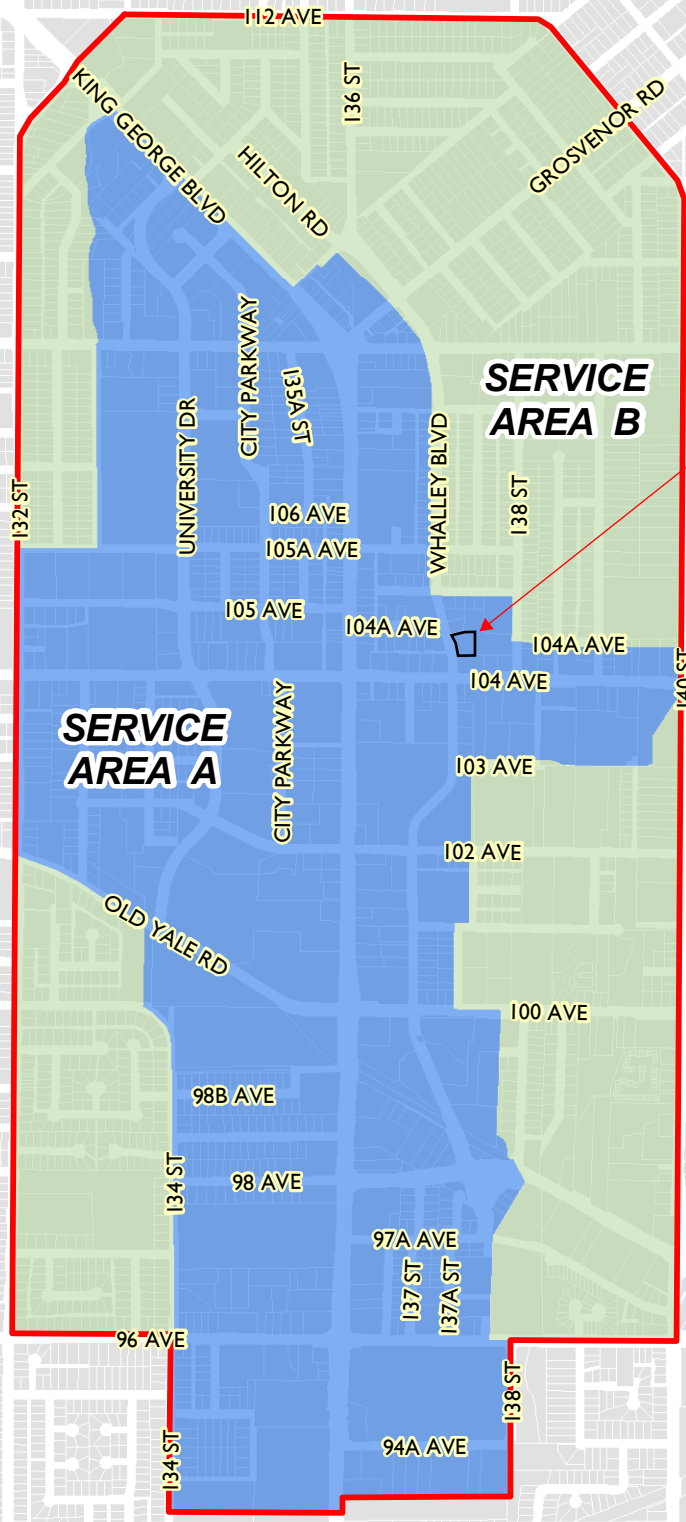 112 AVE
KING GEORGE BLVD
136 ST
GROSVENOR RD
HILTON RD
CITY PARKWAY
135A ST
SERVICE
AREA B
UNIVERSITY DR
WHALLEY BLVD
132 ST
138 ST
106 AVE
105A AVE
105 AVE
104A AVE
104A AVE
140 ST
104 AVE
SERVICE
AREA A
CITY PARKWAY
103 AVE
102 AVE
OLD YALE RD
100 AVE
98B AVE
134 ST
98 AVE
97A AVE
137 ST
137A ST
96 AVE
138 ST
134 ST
94A AVE